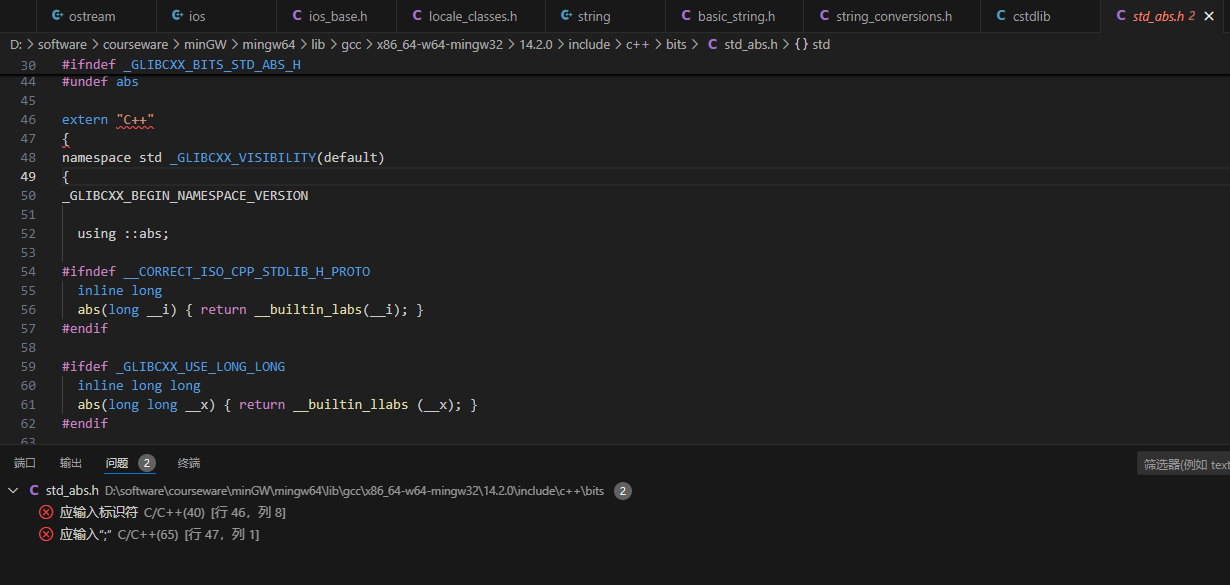 ostream ios ios_base.h locale_classes.h string basic_string.h string_conversions.h cstdlib std_abs.h 2
D: > software > courseware > minGW > mingw64 > lib > gcc > x86_64-w64-mingw32 > 14.2.0 > include > c++ > bits > C std_abs.h > {} std
30 #ifndef _GLIBCXX_BITS_STD_ABS_H
44 #undef abs
45
46 extern "C++"
47 {
48 namespace std _GLIBCXX_VISIBILITY(default)
49 {
50 _GLIBCXX_BEGIN_NAMESPACE_VERSION
51
52 using ::abs;
53
54 #ifndef __CORRECT_ISO_CPP_STDLIB_H_PROTO
55 inline long
56 abs(long __i) { return __builtin_labs(__i); }
57 #endif
58
59 #ifdef _GLIBCXX_USE_LONG_LONG
60 inline long long
61 abs(long long __x) { return __builtin_llabs (__x); }
62 #endif
63
端口 输出 问题 2 终端 筛选器(例如 text
C std_abs.h D:\software\courseware\minGW\mingw64\lib\gcc\x86_64-w64-mingw32\14.2.0\include\c++\bits 2
应输入标识符 C/C++(40) [行 46，列 8]
应输入“;” C/C++(65) [行 47，列 1]